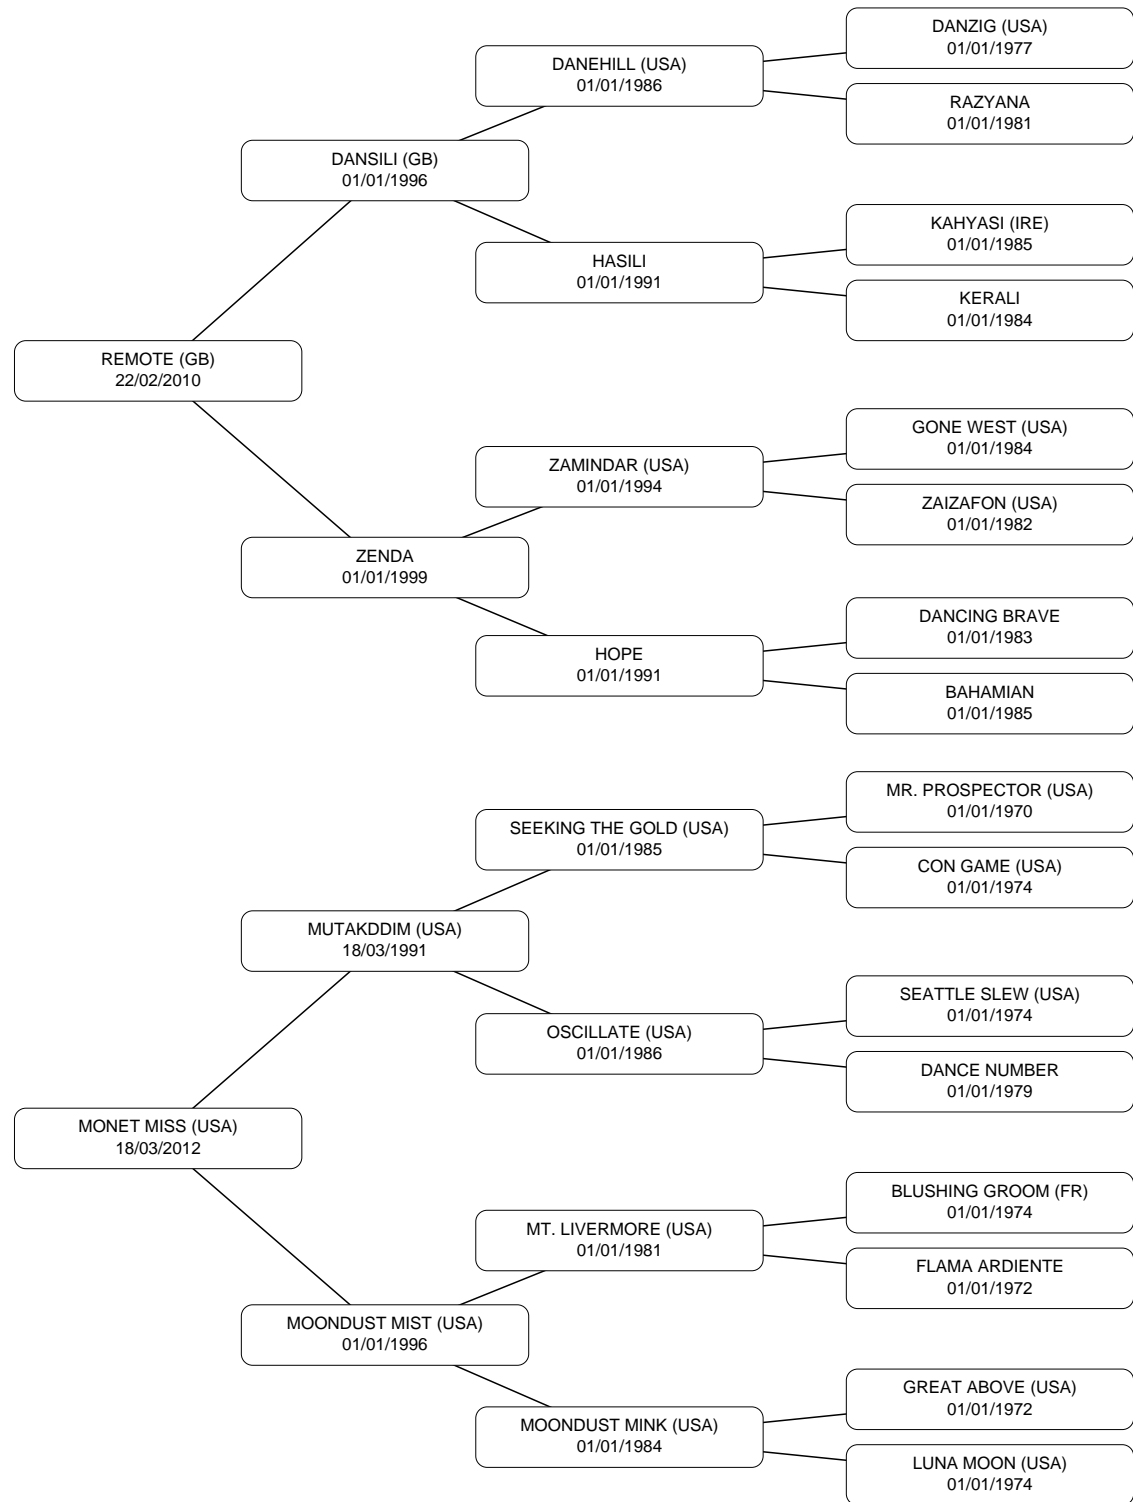 DANZIG (USA)
01/01/1977
DANEHILL (USA)
01/01/1986
RAZYANA
01/01/1981
DANSILI (GB)
01/01/1996
KAHYASI (IRE)
01/01/1985
HASILI
01/01/1991
KERALI
01/01/1984
REMOTE (GB)
22/02/2010
GONE WEST (USA)
01/01/1984
ZAMINDAR (USA)
01/01/1994
ZAIZAFON (USA)
01/01/1982
ZENDA
01/01/1999
DANCING BRAVE
01/01/1983
HOPE
01/01/1991
BAHAMIAN
01/01/1985
MR. PROSPECTOR (USA)
01/01/1970
SEEKING THE GOLD (USA)
01/01/1985
CON GAME (USA)
01/01/1974
MUTAKDDIM (USA)
18/03/1991
SEATTLE SLEW (USA)
01/01/1974
OSCILLATE (USA)
01/01/1986
DANCE NUMBER
01/01/1979
MONET MISS (USA)
18/03/2012
BLUSHING GROOM (FR)
01/01/1974
MT. LIVERMORE (USA)
01/01/1981
FLAMA ARDIENTE
01/01/1972
MOONDUST MIST (USA)
01/01/1996
GREAT ABOVE (USA)
01/01/1972
MOONDUST MINK (USA)
01/01/1984
LUNA MOON (USA)
01/01/1974